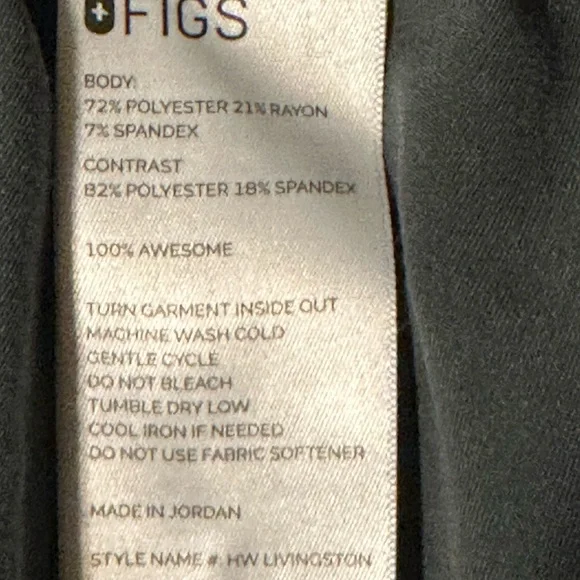 FIGS
BODY:
72% POLYESTER 21% RAYON
7% SPANDEX
CONTRAST
82% POLYESTER 18% SPANDEX
100% AWESOME
TURN GARMENT INSIDE OUT
MACHINE WASH COLD
GENTLE CYCLE
DO NOT BLEACH
TUMBLE DRY LOW
COOL IRON IF NEEDED
DO NOT USE FABRIC SOFTENER
MADE IN JORDAN
STYLE NAME #: HW LIVINGSTON